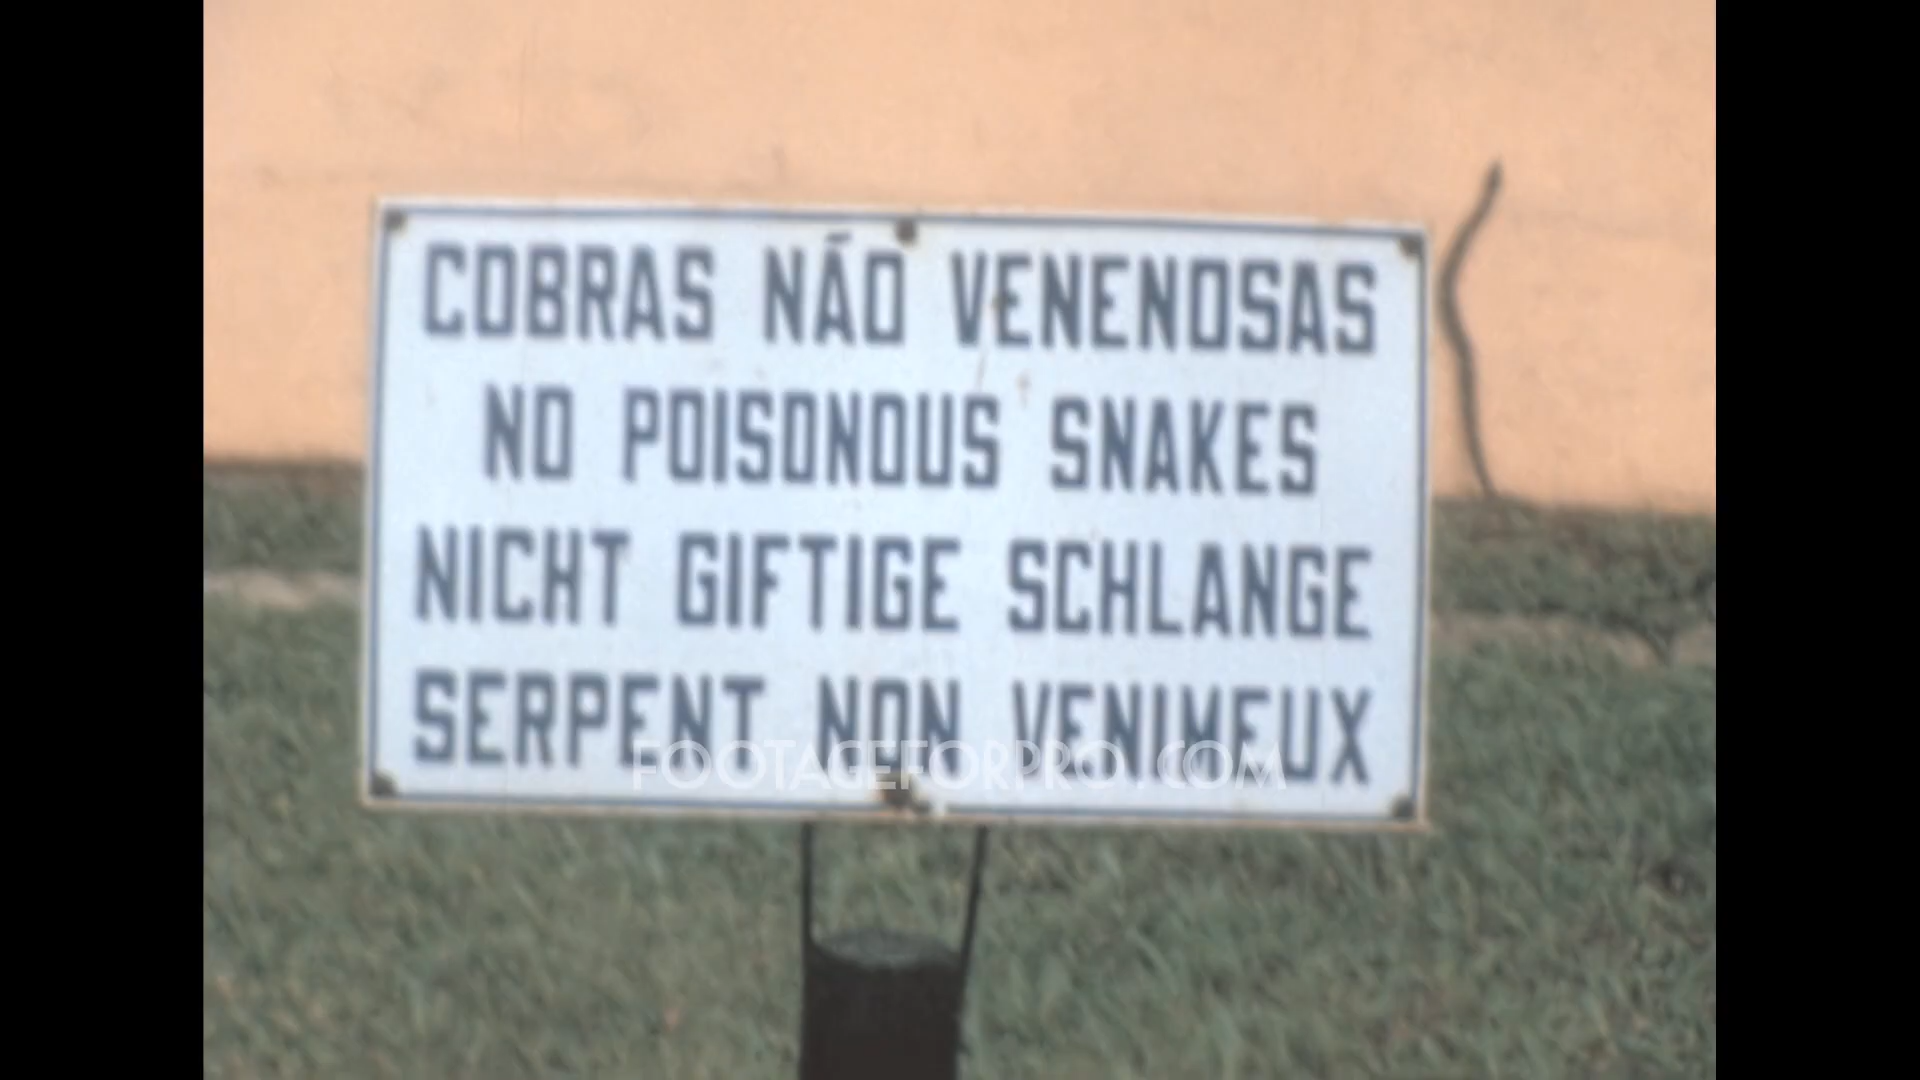 COBRAS NÃO VENENOSAS
NO POISONOUS SNAKES
NICHT GIFTIGE SCHLANGE
SERPENT NON VENIMEUX
FOOTAGEFORPRO.COM